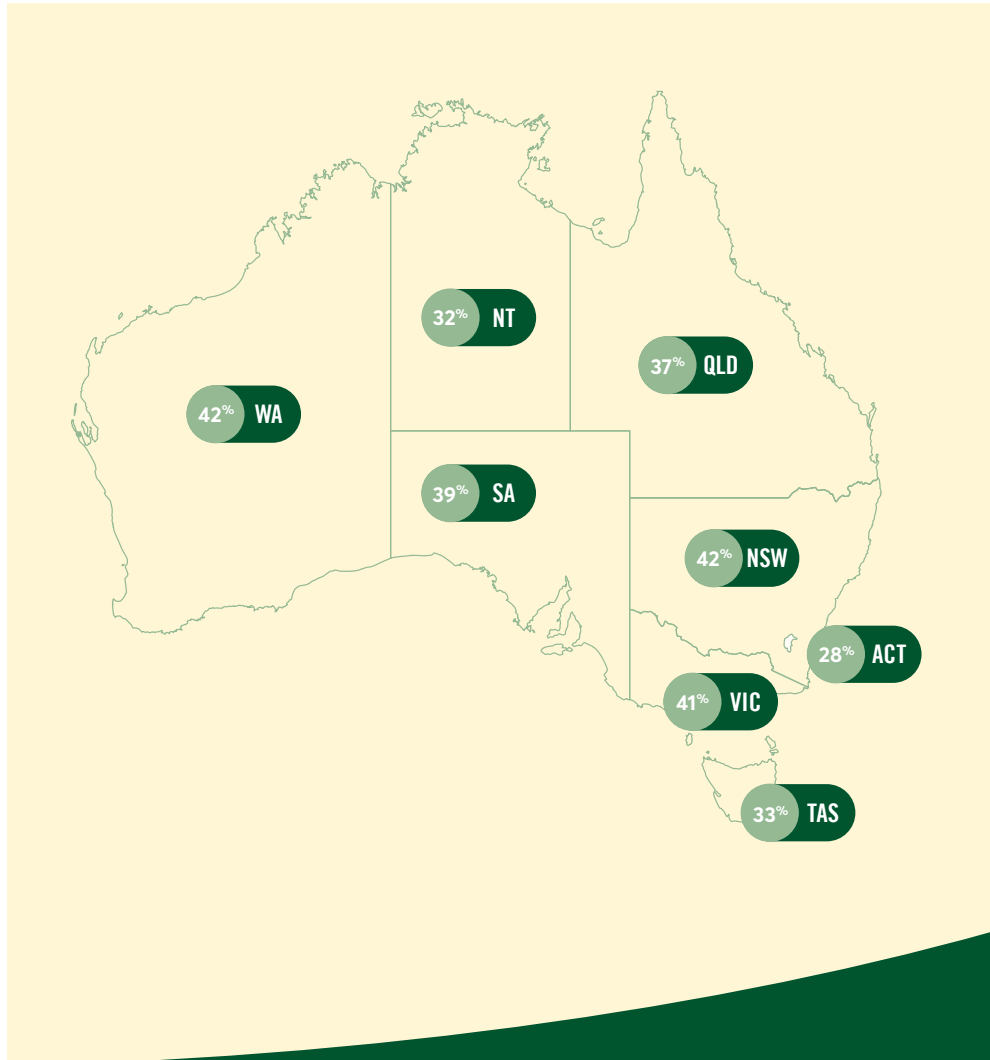 32% NT
37% QLD
42% WA
39% SA
42% NSW
28% ACT
41% VIC
33% TAS